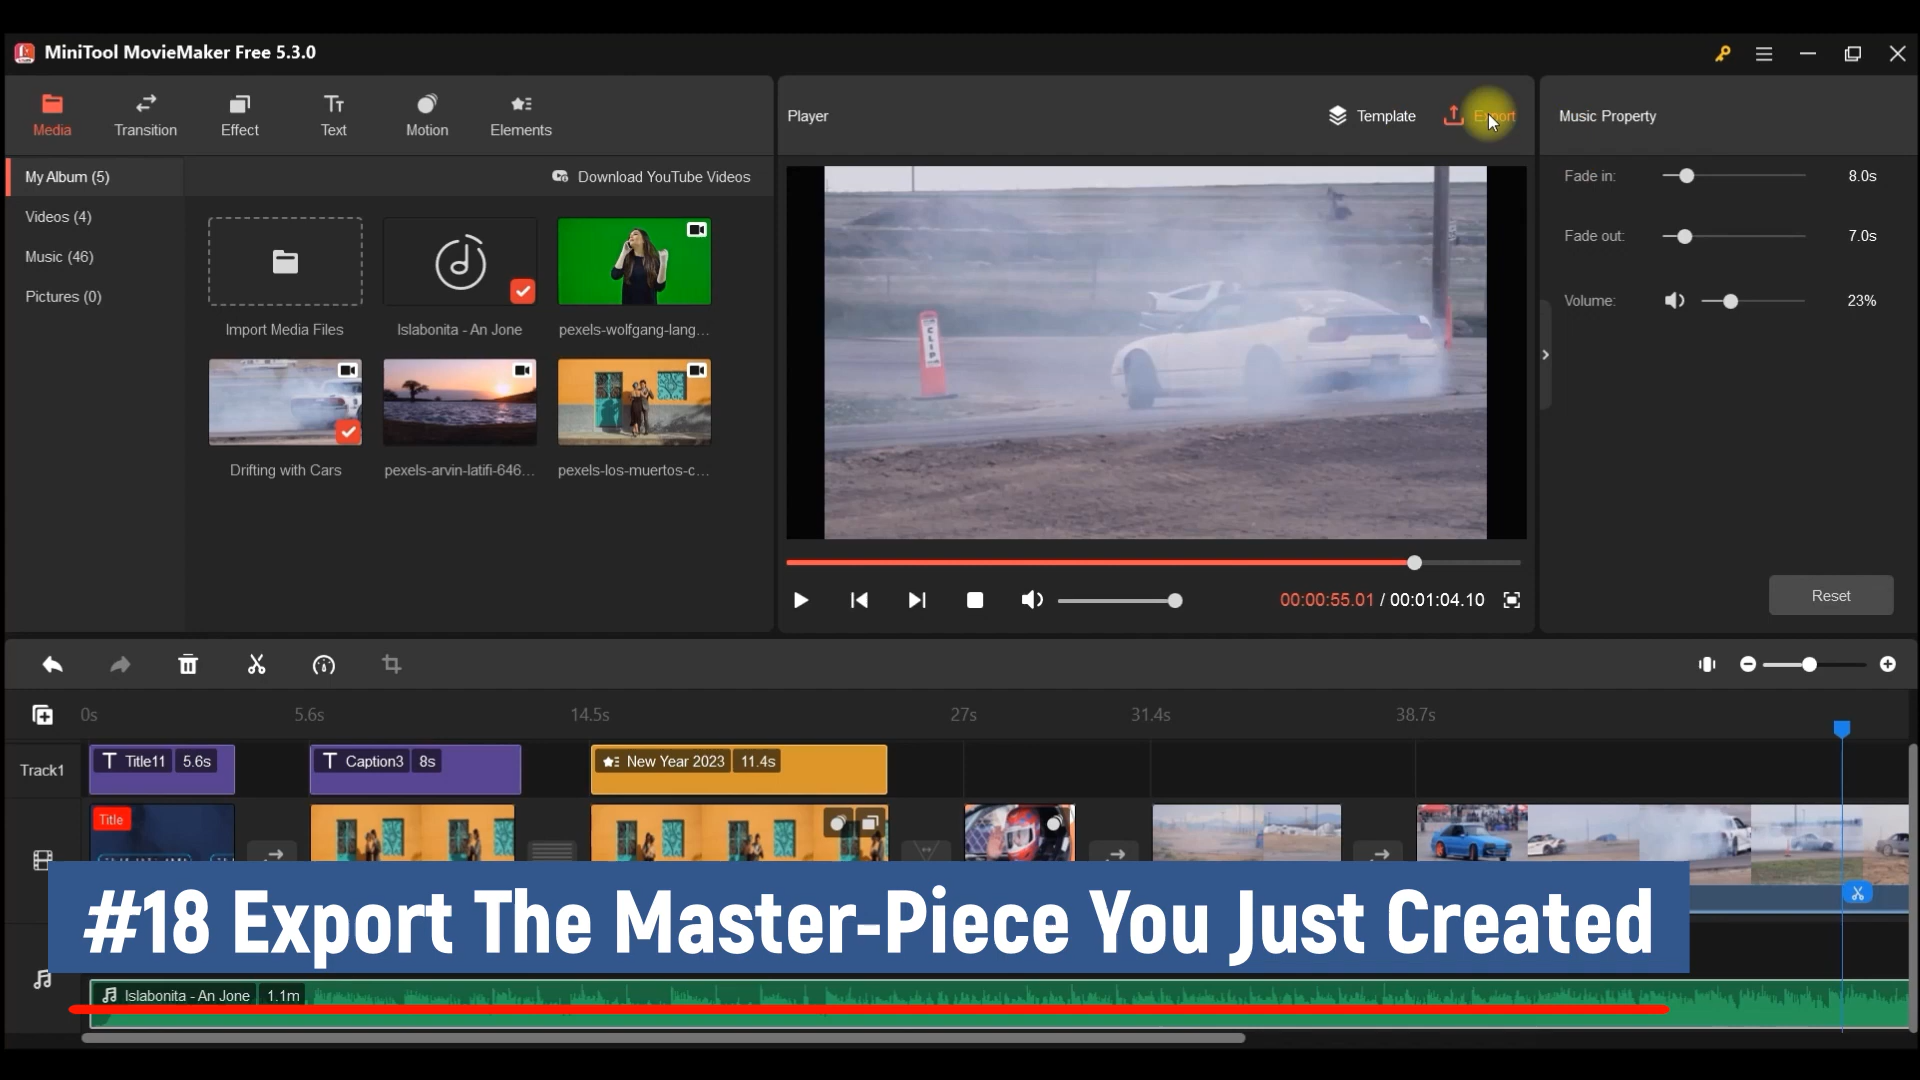 MiniTool MovieMaker Free 5.3.0
Media
Transition
Effect
Text
Motion
Elements
Player
Template
Export
Music Property
My Album (5)
Download YouTube Videos
Videos (4)
Music (46)
Pictures (0)
Import Media Files
Islabonita - An Jone
pexels-wolfgang-lang...
Drifting with Cars
pexels-arvin-latifi-646...
pexels-los-muertos-c...
CLIP
Fade in:
8.0s
Fade out:
7.0s
Volume:
23%
00:00:55.01 / 00:01:04.10
Reset
0s
5.6s
14.5s
27s
31.4s
38.7s
Track1
Title11
5.6s
Caption3
8s
New Year 2023
11.4s
Title
#18 Export The Master-Piece You Just Created
Islabonita - An Jone
1.1m